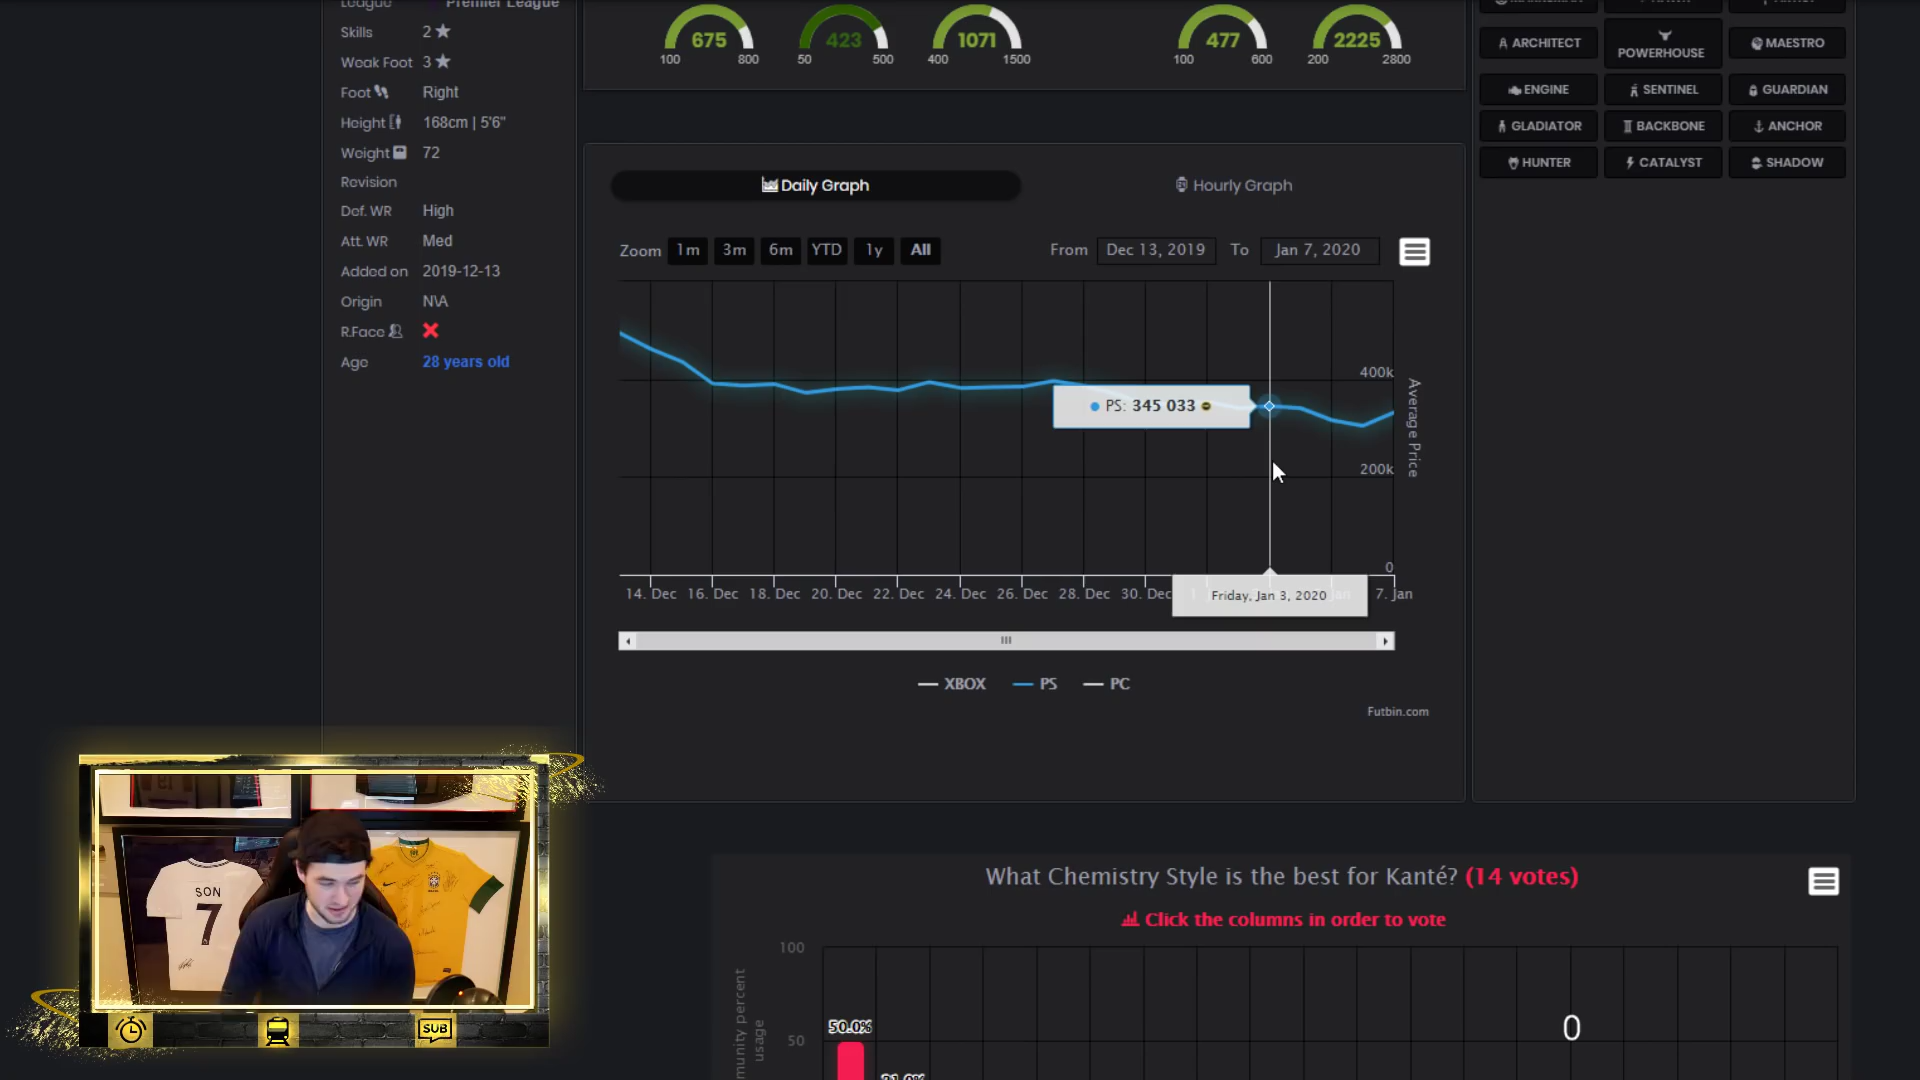 League Premier League
Skills 2
Weak Foot 3
Foot Right
Height 168cm | 5'6"
Weight 72
Revision
Def. WR High
Att. WR Med
Added on 2019-12-13
Origin N\A
R.Face
Age 28 years old
675
100 800
423
50 500
1071
400 1500
477
100 600
2225
200 2800
ARCHITECT
POWERHOUSE
MAESTRO
ENGINE
SENTINEL
GUARDIAN
GLADIATOR
BACKBONE
ANCHOR
HUNTER
CATALYST
SHADOW
Daily Graph
Hourly Graph
Zoom 1m 3m 6m YTD 1y All
From Dec 13, 2019 To Jan 7, 2020
400k
200k
0
Average Price
PS: 345 033
14. Dec 16. Dec 18. Dec 20. Dec 22. Dec 24. Dec 26. Dec 28. Dec 30. Dec 7. Jan
Friday, Jan 3, 2020
XBOX PS PC
Futbin.com
What Chemistry Style is the best for Kanté? (14 votes)
Click the columns in order to vote
100
50
usage
50.0%
0
SON
7
SUB